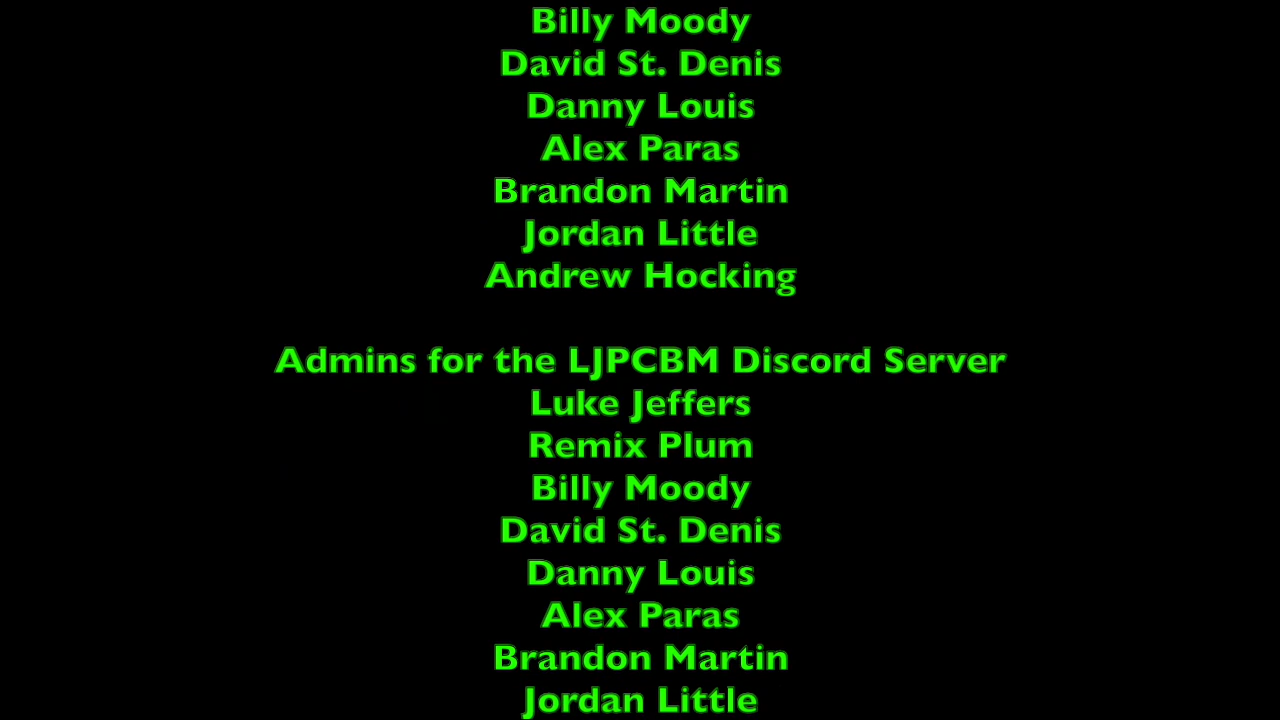 Billy Moody
David St. Denis
Danny Louis
Alex Paras
Brandon Martin
Jordan Little
Andrew Hocking
Admins for the LJPCBM Discord Server
Luke Jeffers
Remix Plum
Billy Moody
David St. Denis
Danny Louis
Alex Paras
Brandon Martin
Jordan Little